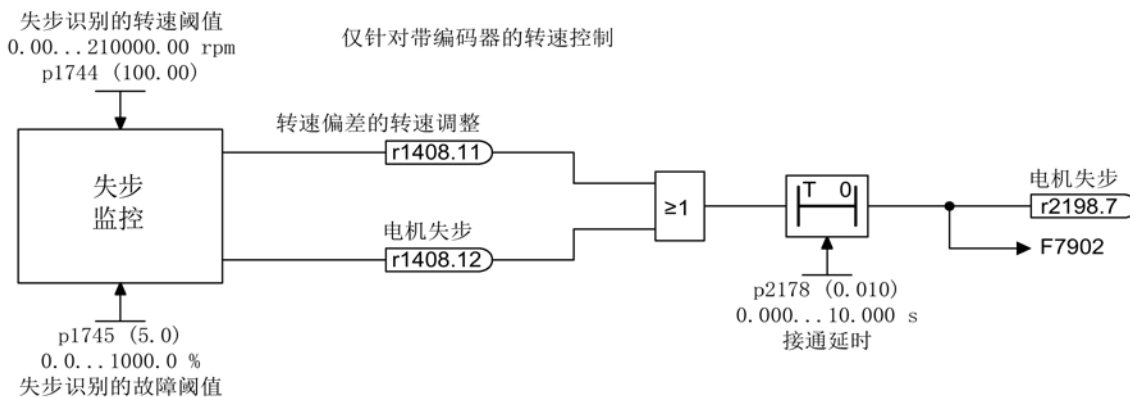 失步识别的转速阈值
0.00...210000.00 rpm
p1744 (100.00)
仅针对带编码器的转速控制
失步
监控
转速偏差的转速调整
r1408.11
电机失步
r1408.12
≥1
T 0
p2178 (0.010)
0.000...10.000 s
接通延时
电机失步
r2198.7
F7902
p1745 (5.0)
0.0...1000.0 %
失步识别的故障阈值